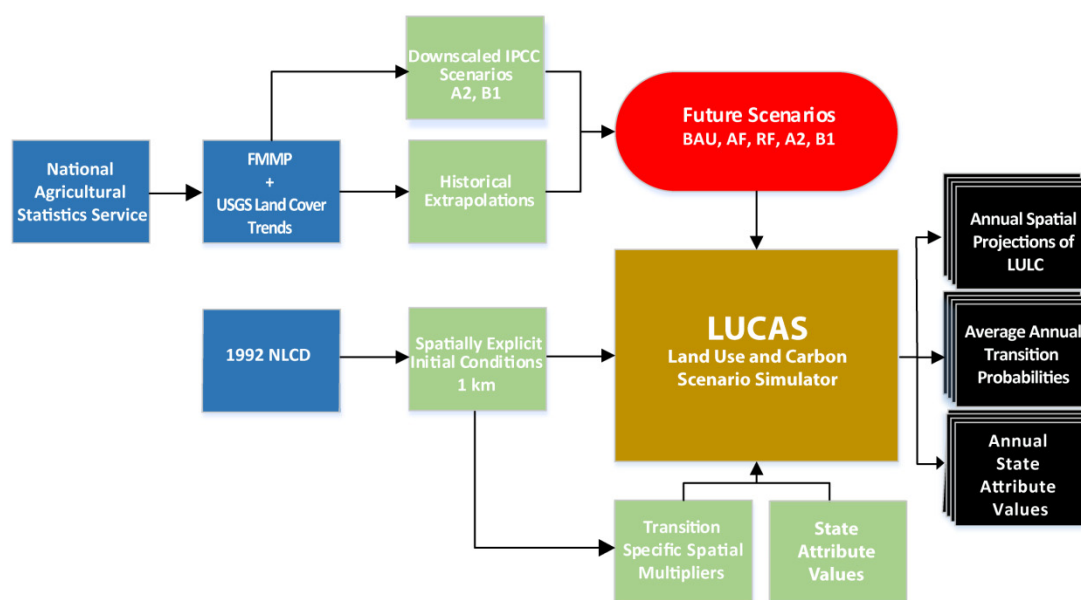 Downscaled IPCC
Scenarios
A2, B1
Future Scenarios
BAU, AF, RF, A2, B1
National
Agricultural
Statistics Service
FMMP
+
USGS Land Cover
Trends
Historical
Extrapolations
Annual Spatial
Projections of
LULC
1992 NLCD
Spatially Explicit
Initial Conditions
1 km
LUCAS
Land Use and Carbon
Scenario Simulator
Average Annual
Transition
Probabilities
Annual
State
Attribute
Values
Transition
Specific Spatial
Multipliers
State
Attribute
Values